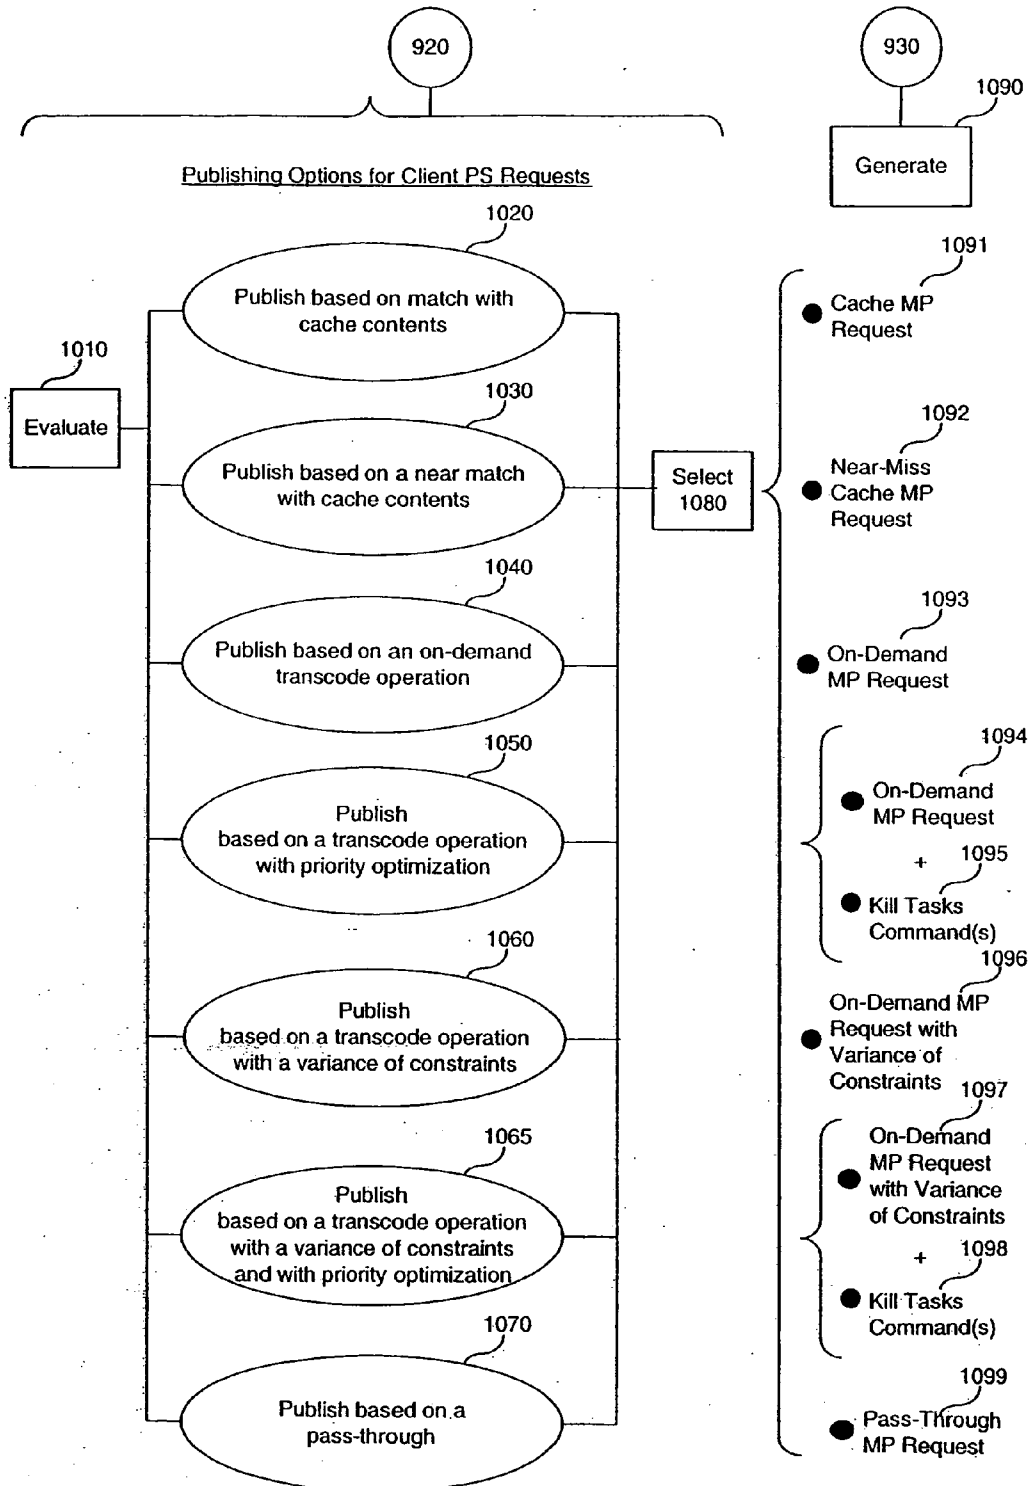 920
930
1090
Generate
Publishing Options for Client PS Requests
1020
Publish based on match with
cache contents
1091
Cache MP
Request
1010
Evaluate
1030
Publish based on a near match
with cache contents
Select
1080
1092
Near-Miss
Cache MP
Request
1040
Publish based on an on-demand
transcode operation
1093
On-Demand
MP Request
1050
Publish
based on a transcode operation
with priority optimization
1094
On-Demand
MP Request
+
1095
Kill Tasks
Command(s)
1060
Publish
based on a transcode operation
with a variance of constraints
1096
On-Demand MP
Request with
Variance of
Constraints
1065
Publish
based on a transcode operation
with a variance of constraints
and with priority optimization
1097
On-Demand
MP Request
with Variance
of Constraints
+
1098
Kill Tasks
Command(s)
1070
Publish based on a
pass-through
1099
Pass-Through
MP Request